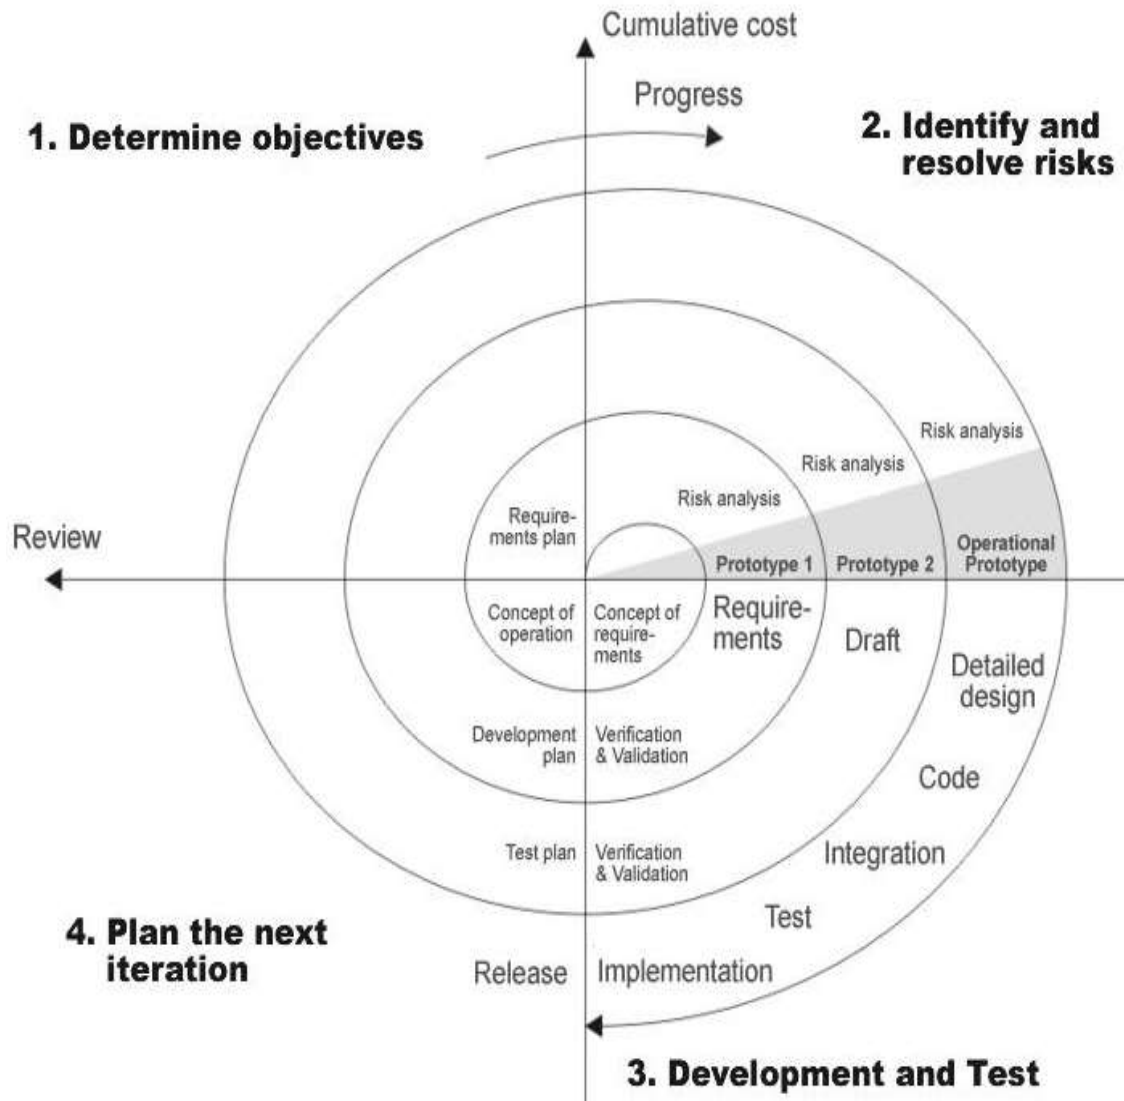 Cumulative cost
Progress
1. Determine objectives
2. Identify and
resolve risks
Risk analysis
Risk analysis
Risk analysis
Require-
ments plan
Review
Operational
Prototype
Prototype 1
Prototype 2
Concept of
operation
Concept of
require-
ments
Require-
ments
Draft
Detailed
design
Development
plan
Verification
& Validation
Code
Test plan
Verification
& Validation
Integration
Test
4. Plan the next
iteration
Release
Implementation
3. Development and Test